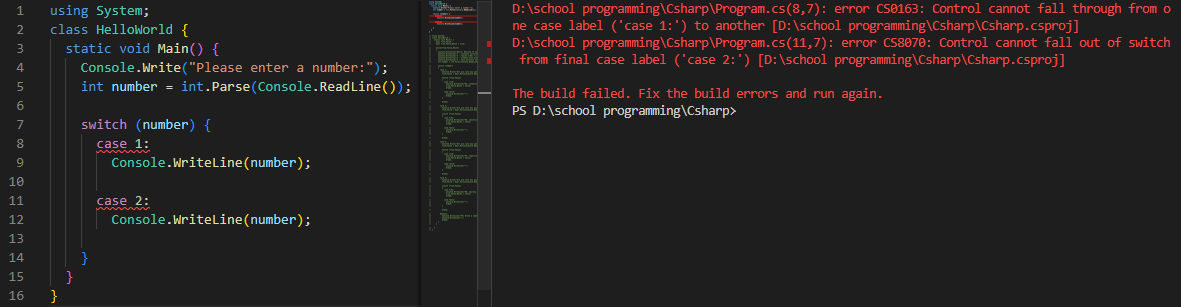 1 using System;
2 class HelloWorld {
3 static void Main() {
4 Console.Write("Please enter a number:");
5 int number = int.Parse(Console.ReadLine());
6
7 switch (number) {
8 case 1:
9 Console.WriteLine(number);
10
11 case 2:
12 Console.WriteLine(number);
13
14 }
15 }
16 }
D:\school programming\Csharp\Program.cs(8,7): error CS0163: Control cannot fall through from o
ne case label ('case 1:') to another [D:\school programming\Csharp\Csharp.csproj]
D:\school programming\Csharp\Program.cs(11,7): error CS8070: Control cannot fall out of switch
from final case label ('case 2:') [D:\school programming\Csharp\Csharp.csproj]
The build failed. Fix the build errors and run again.
PS D:\school programming\Csharp>